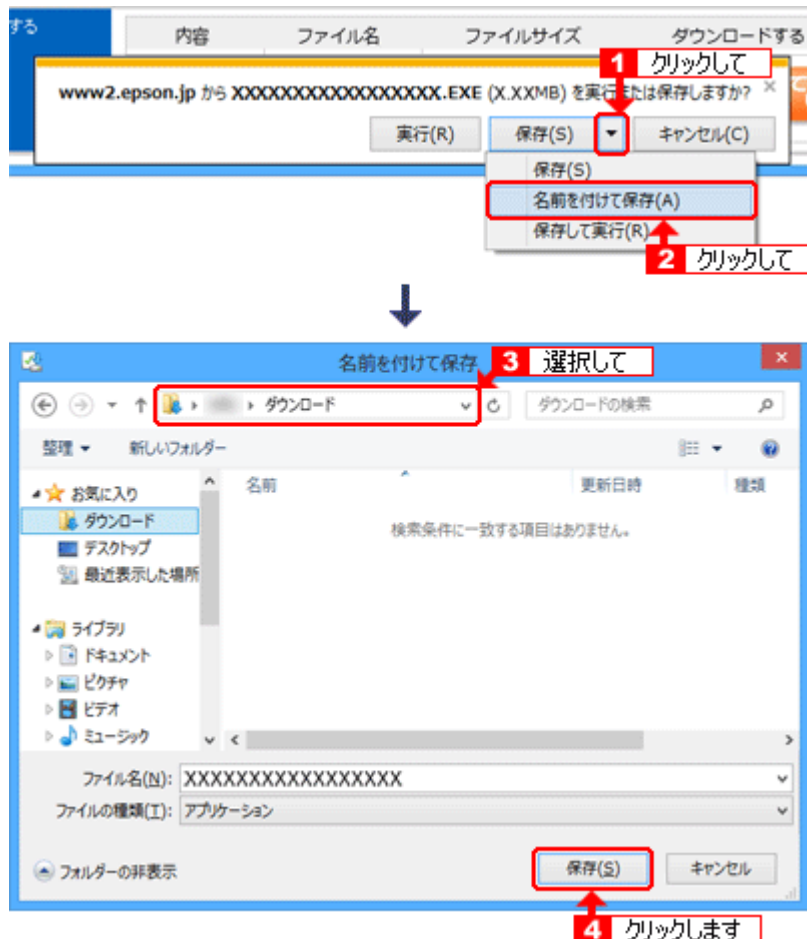 する
内容 ファイル名 ファイルサイズ ダウンロードする
1 クリックして
www2.epson.jp から XXXXXXXXXXXXXXXXX.EXE (X.XXMB) を実行または保存しますか? ×
て
実行(R) 保存(S) キャンセル(C)
保存(S)
名前を付けて保存(A)
保存して実行(R)
2 クリックして
名前を付けて保存
3 選択して
ダウンロード
ダウンロードの検索
整理 新しいフォルダー
お気に入り
名前 更新日時 種類
ダウンロード
検索条件に一致する項目はありません。
デスクトップ
最近表示した場所
ライブラリ
ドキュメント
ピクチャ
ビデオ
ミュージック
ファイル名(N): XXXXXXXXXXXXXXXXX
ファイルの種類(T): アプリケーション
フォルダーの非表示
保存(S) キャンセル
4 クリックします